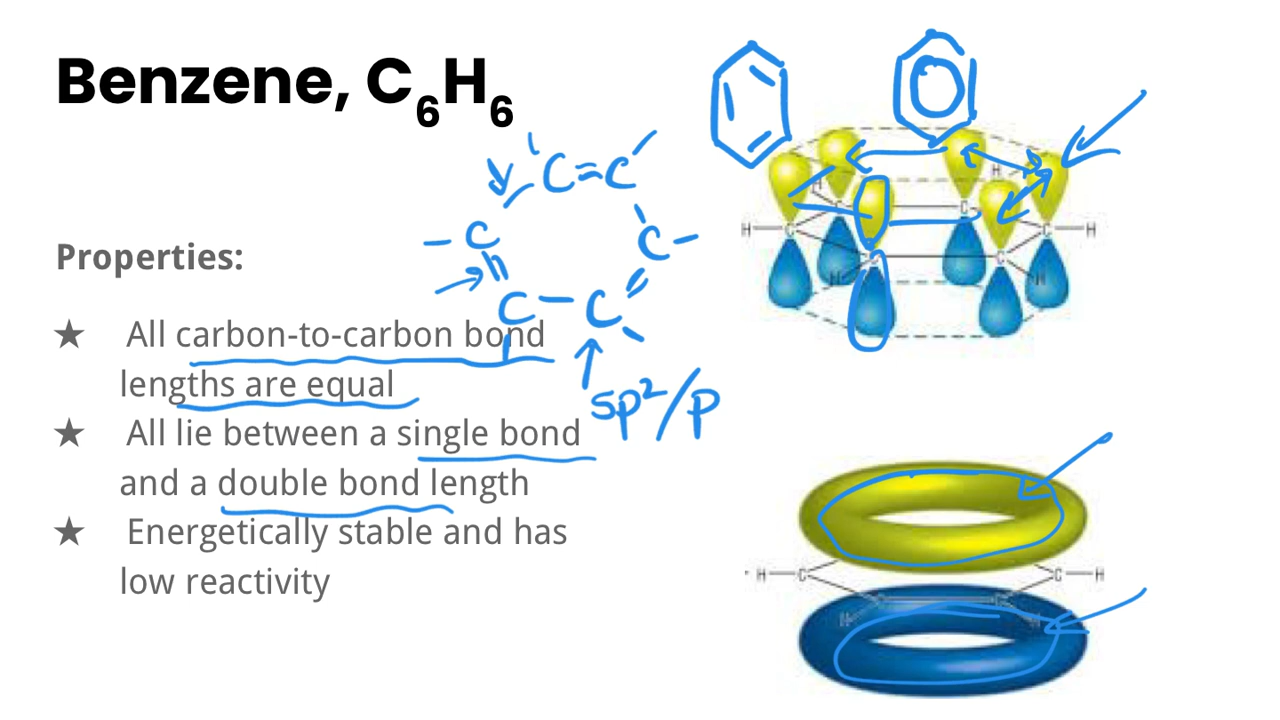 Benzene, C6H6
Properties:
★ All carbon-to-carbon bond
lengths are equal
★ All lie between a single bond
and a double bond length
★ Energetically stable and has
low reactivity
C=C
C
C
C
C
sp²/p
H
H
H
C
C
H
C
C
H
C
C
H
H
H
C
C
H
H
H